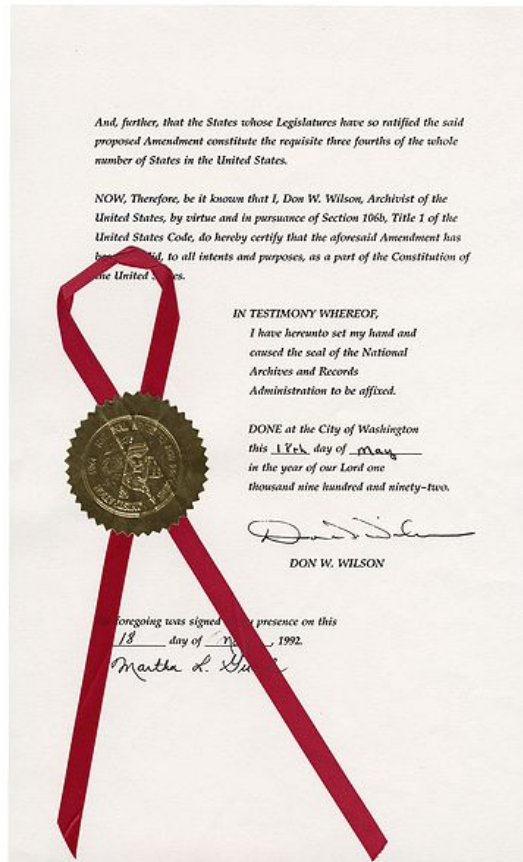 And, further, that the States whose Legislatures have so ratified the said
proposed Amendment constitute the requisite three fourths of the whole
number of States in the United States.
NOW, Therefore, be it known that I, Don W. Wilson, Archivist of the
United States, by virtue and in pursuance of Section 106b, Title 1 of the
United States Code, do hereby certify that the aforesaid Amendment has
to all intents and purposes, as a part of the Constitution of
the United
IN TESTIMONY WHEREOF,
I have hereunto set my hand and
caused the seal of the National
Archives and Records
Administration to be affixed.
DONE at the City of Washington
this 18th day of May
in the year of our Lord one
thousand nine hundred and ninety-two.
DON W. WILSON
foregoing was signed presence on this
18 day of 1992.
Martha L.